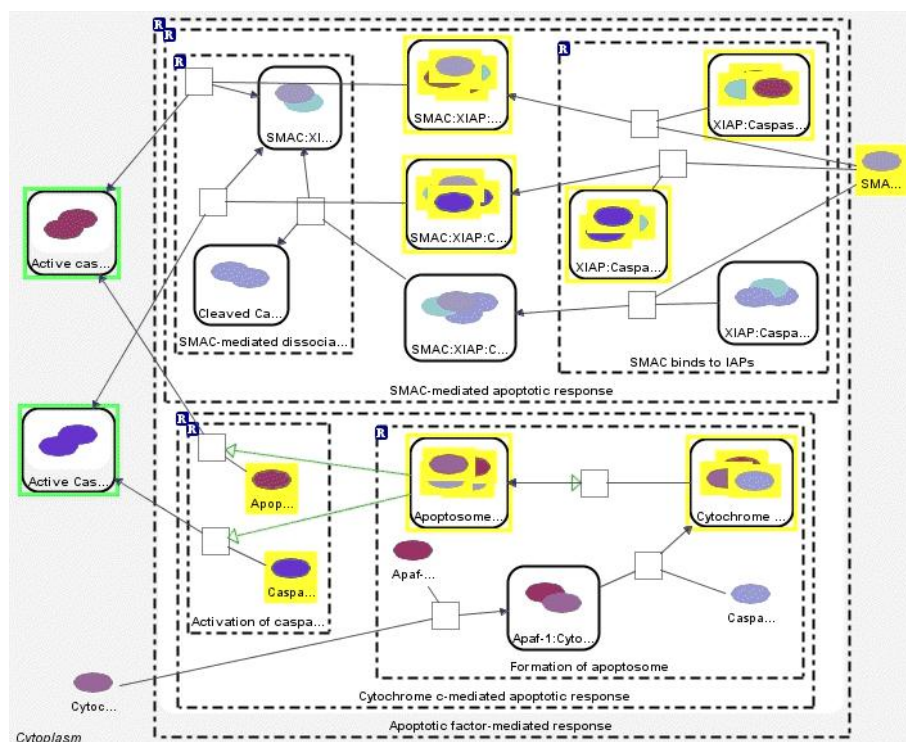 R
R
R
R
SMAC:XI...
SMAC:XIAP:...
XIAP:Caspas...
SMA...
Active cas...
SMAC:XIAP:C...
XIAP:Caspa...
Cleaved Ca...
SMAC-mediated dissocia...
SMAC:XIAP:C...
XIAP:Caspa...
SMAC binds to IAPs
SMAC-mediated apoptotic response
R
R
R
Active Cas...
Apop...
Apoptosome...
Cytochrome ...
Apaf-...
Caspa...
Caspa...
Activation of caspa...
Apaf-1:Cyto...
Formation of apoptosome
Cytoc...
Cytochrome c-mediated apoptotic response
Apoptotic factor-mediated response
Cytoplasm